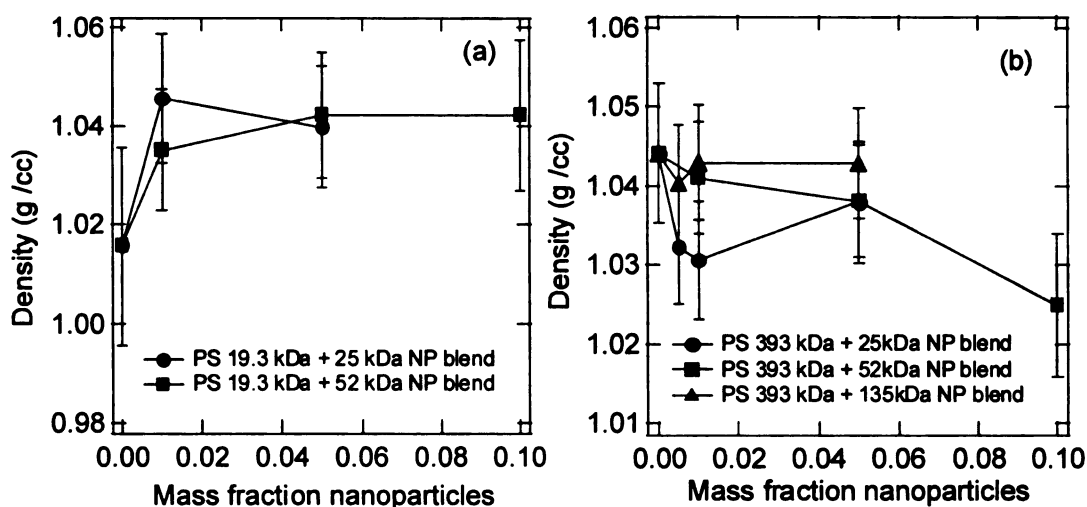 1.06
(a)
1.04
1.02
1.00
0.98
Density (g /cc)
PS 19.3 kDa + 25 kDa NP blend
PS 19.3 kDa + 52 kDa NP blend
0.00 0.02 0.04 0.06 0.08 0.10
Mass fraction nanoparticles
1.06
(b)
1.05
1.04
1.03
1.02
1.01
Density (g /cc)
PS 393 kDa + 25kDa NP blend
PS 393 kDa + 52kDa NP blend
PS 393 kDa + 135kDa NP blend
0.00 0.02 0.04 0.06 0.08 0.10
Mass fraction nanoparticles